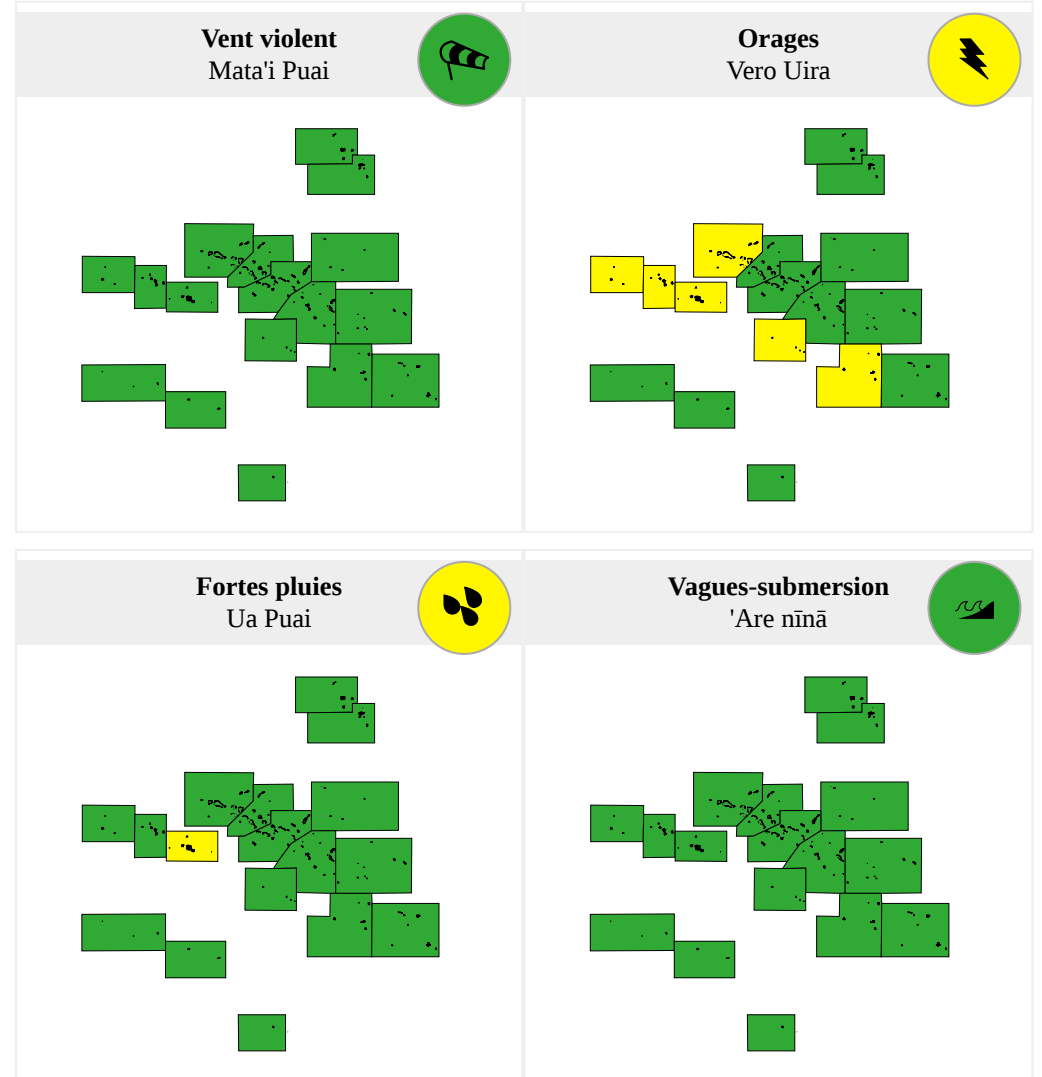 Vent violent
Mata'i Puai
Orages
Vero Uira
Fortes pluies
Ua Puai
Vagues-submersion
'Are nīnā